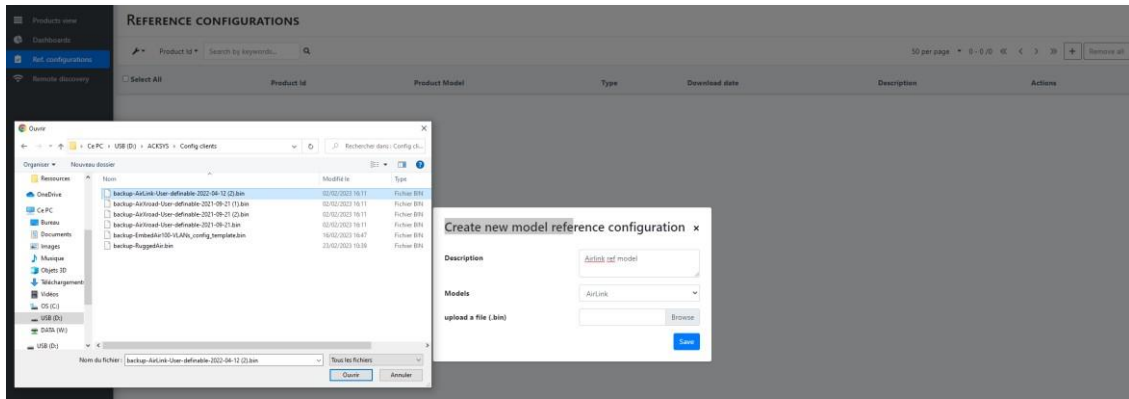 Products view
Dashboards
Ref. configurations
Remote discovery
REFERENCE CONFIGURATIONS
Product Id Search by keywords... 50 per page 0 - 0 /0 Remove all
Select All Product Id Product Model Type Download date Description Actions
Ouvrir
Ce PC › USB (D:) › ACKSYS › Config clients Rechercher dans : Config cli...
Organiser Nouveau dossier
Nom Modifié le Type
Ressources
OneDrive
Ce PC
Bureau
Documents
Images
Musique
Objets 3D
Téléchargements
Vidéos
OS (C:)
USB (D:)
DATA (W:)
USB (D:)
backup-AirLink-User-definable-2022-04-12 (2).bin 02/02/2023 16:11 Fichier BIN
backup-AirXroad-User-definable-2021-09-21 (1).bin 02/02/2023 16:11 Fichier BIN
backup-AirXroad-User-definable-2021-09-21 (2).bin 02/02/2023 16:11 Fichier BIN
backup-AirXroad-User-definable-2021-09-21.bin 02/02/2023 16:11 Fichier BIN
backup-EmbedAir100-VLANs_config_template.bin 16/02/2023 16:47 Fichier BIN
backup-RuggedAir.bin 23/02/2023 10:39 Fichier BIN
Nom du fichier : backup-AirLink-User-definable-2022-04-12 (2).bin Tous les fichiers
Ouvrir Annuler
Create new model reference configuration ×
Description Airlink ref model
Models AirLink
upload a file (.bin) Browse
Save